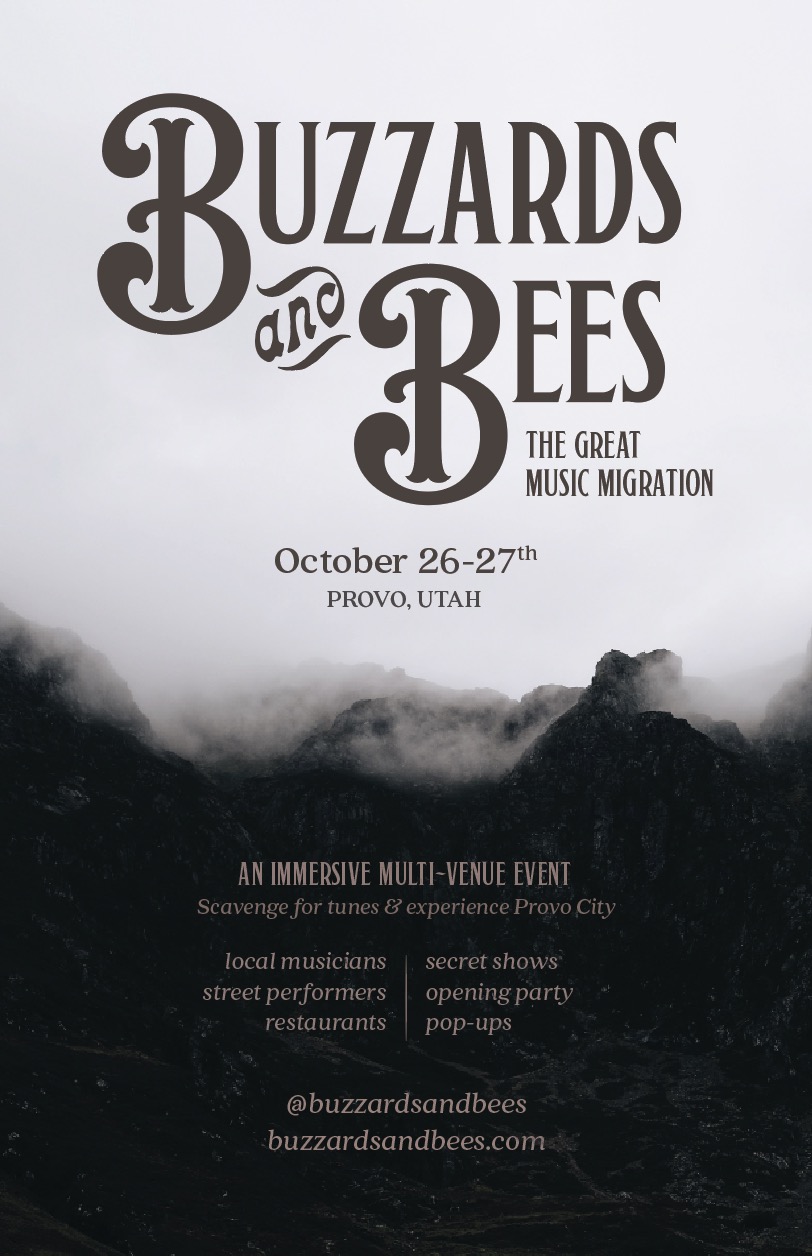 BUZZARDS
and BEES
THE GREAT
MUSIC MIGRATION
October 26-27th
PROVO, UTAH
AN IMMERSIVE MULTI-VENUE EVENT
Scavenge for tunes & experience Provo City
local musicians
street performers
restaurants
secret shows
opening party
pop-ups
@buzzardsandbees
buzzardsandbees.com